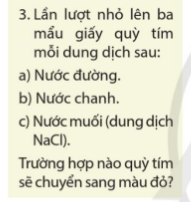 3. Lần lượt nhỏ lên ba
mẩu giấy quỳ tím
mỗi dung dịch sau:
a) Nước đường.
b) Nước chanh.
c) Nước muối (dung dịch
NaCl).
Trường hợp nào quỳ tím
sẽ chuyển sang màu đỏ?